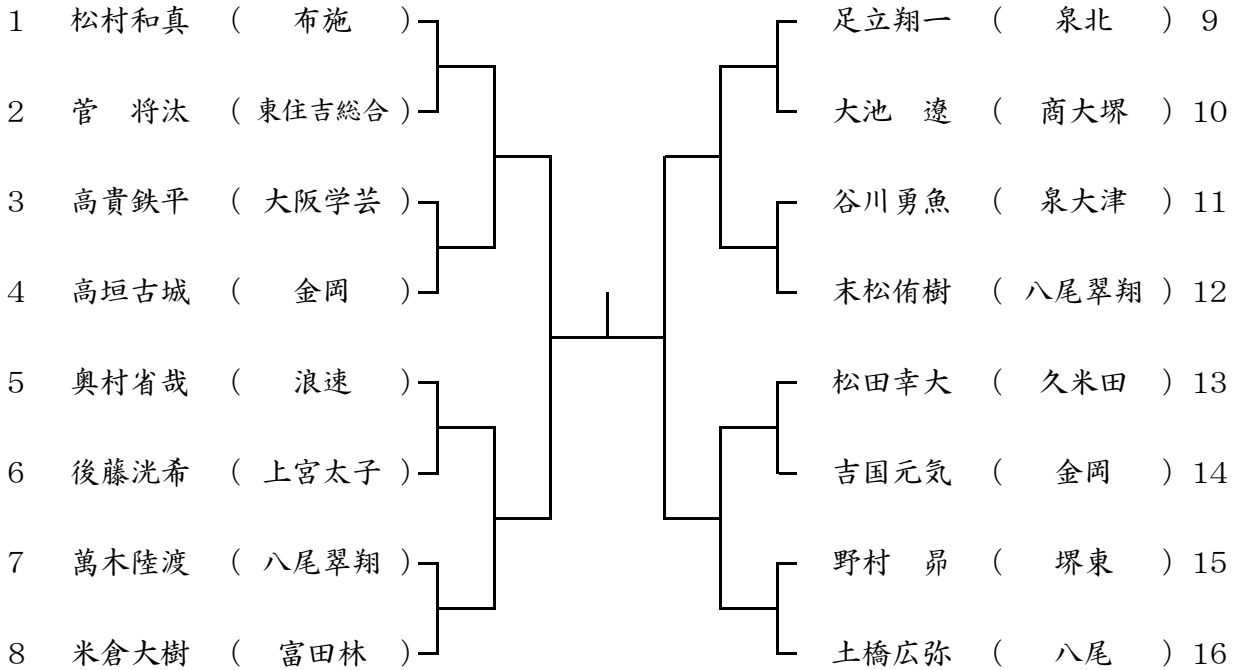 1 松村和真 ( 布施 )
2 菅 将汰 ( 東住吉総合 )
3 高貴鉄平 ( 大阪学芸 )
4 高垣古城 ( 金岡 )
5 奥村省哉 ( 浪速 )
6 後藤洸希 ( 上宮太子 )
7 萬木陸渡 ( 八尾翠翔 )
8 米倉大樹 ( 富田林 )
足立翔一 ( 泉北 ) 9
大池 遼 ( 商大堺 ) 10
谷川勇魚 ( 泉大津 ) 11
末松侑樹 ( 八尾翠翔 ) 12
松田幸大 ( 久米田 ) 13
吉国元気 ( 金岡 ) 14
野村 昴 ( 堺東 ) 15
土橋広弥 ( 八尾 ) 16